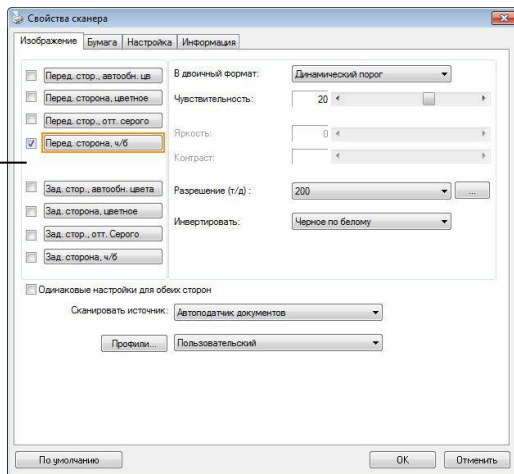 Свойства сканера
Изображение Бумага Настройка Информация
Перед. стор., автообн. цв
Перед. сторона, цветное
Перед. стор., отт. серого
Перед. сторона, ч/б
Зад. стор., автообн. цвета
Зад. сторона, цветное
Зад. стор., отт. Серого
Зад. сторона, ч/б
В двоичный формат: Динамический порог
Чувствительность: 20
Яркость: 0
Контраст:
Разрешение (т/д) : 200 ...
Инвертировать: Черное по белому
Одинаковые настройки для обеих сторон
Сканировать источник: Автоподатчик документов
Профили... Пользовательский
По умолчанию OK Отменить